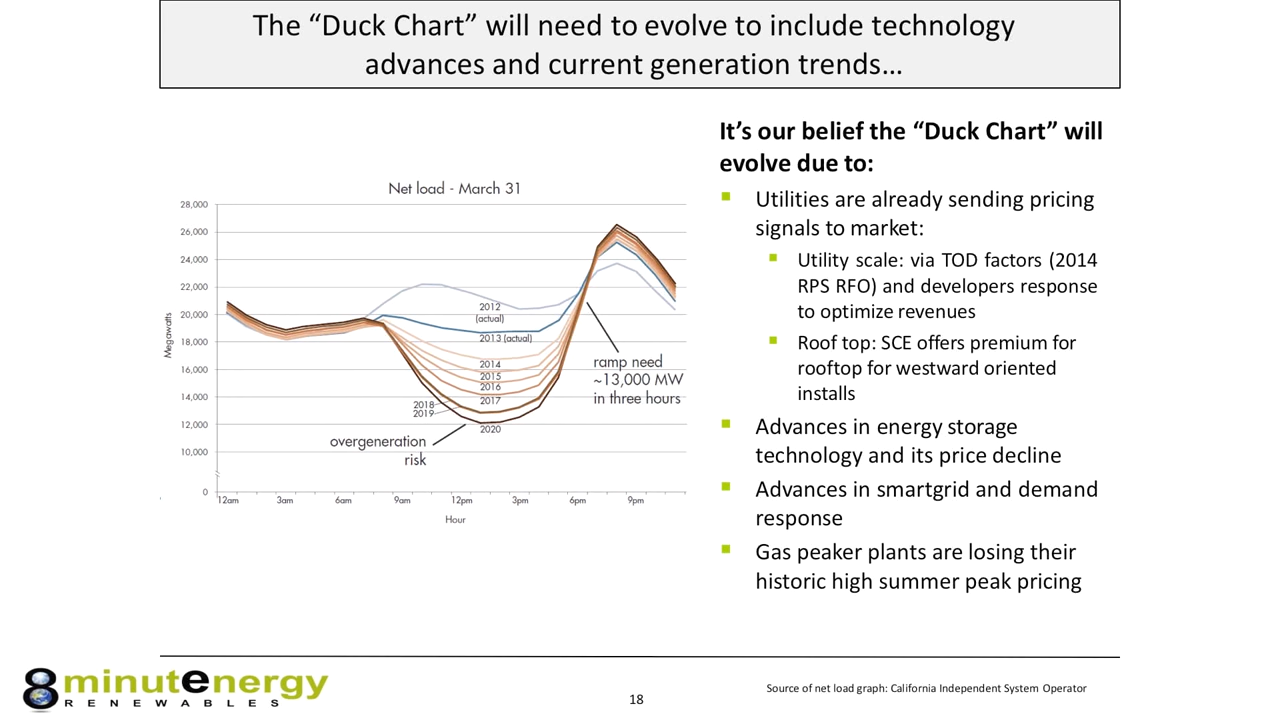 The “Duck Chart” will need to evolve to include technology
advances and current generation trends…
Net load - March 31
28,000
26,000
24,000
22,000
20,000
18,000
16,000
14,000
12,000
10,000
0
Megawatts
2012
(actual)
2013 (actual)
2014
2015
2016
2017
2018
2019
2020
ramp need
~13,000 MW
in three hours
overgeneration
risk
12am
3am
6am
9am
12pm
3pm
6pm
9pm
Hour
It’s our belief the “Duck Chart” will
evolve due to:
Utilities are already sending pricing
signals to market:
Utility scale: via TOD factors (2014
RPS RFO) and developers response
to optimize revenues
Roof top: SCE offers premium for
rooftop for westward oriented
installs
Advances in energy storage
technology and its price decline
Advances in smartgrid and demand
response
Gas peaker plants are losing their
historic high summer peak pricing
8minutenergy
RENEWABLES
18
Source of net load graph: California Independent System Operator